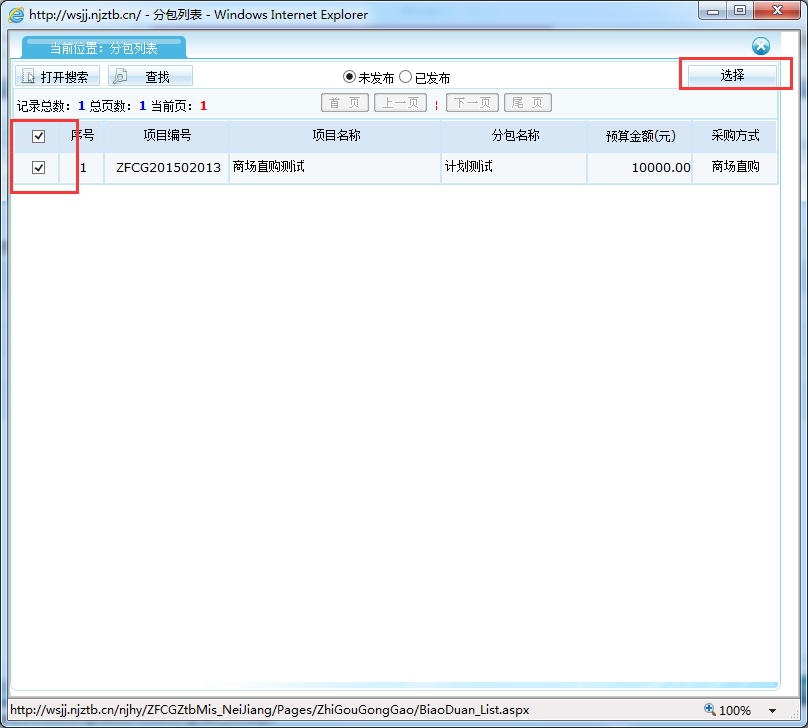 http://wsjj.njztb.cn/ - 分包列表 - Windows Internet Explorer
当前位置：分包列表
打开搜索 查找 未发布 已发布 选择
记录总数：1 总页数：1 当前页：1 首 页 上一页 下一页 尾 页
序号 项目编号 项目名称 分包名称 预算金额(元) 采购方式
1 ZFCG201502013 商场直购测试 计划测试 10000.00 商场直购
http://wsjj.njztb.cn/njhy/ZFCGZtbMis_NeiJiang/Pages/ZhiGouGongGao/BiaoDuan_List.aspx 100%